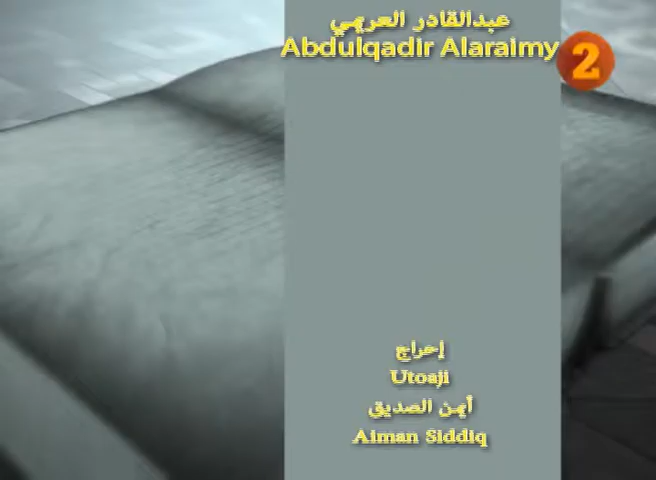 عبدالقادر العريمي
Abdulqadir Alaraimy
2
إخراج
Utoaji
أيمن الصديق
Aiman Siddiq